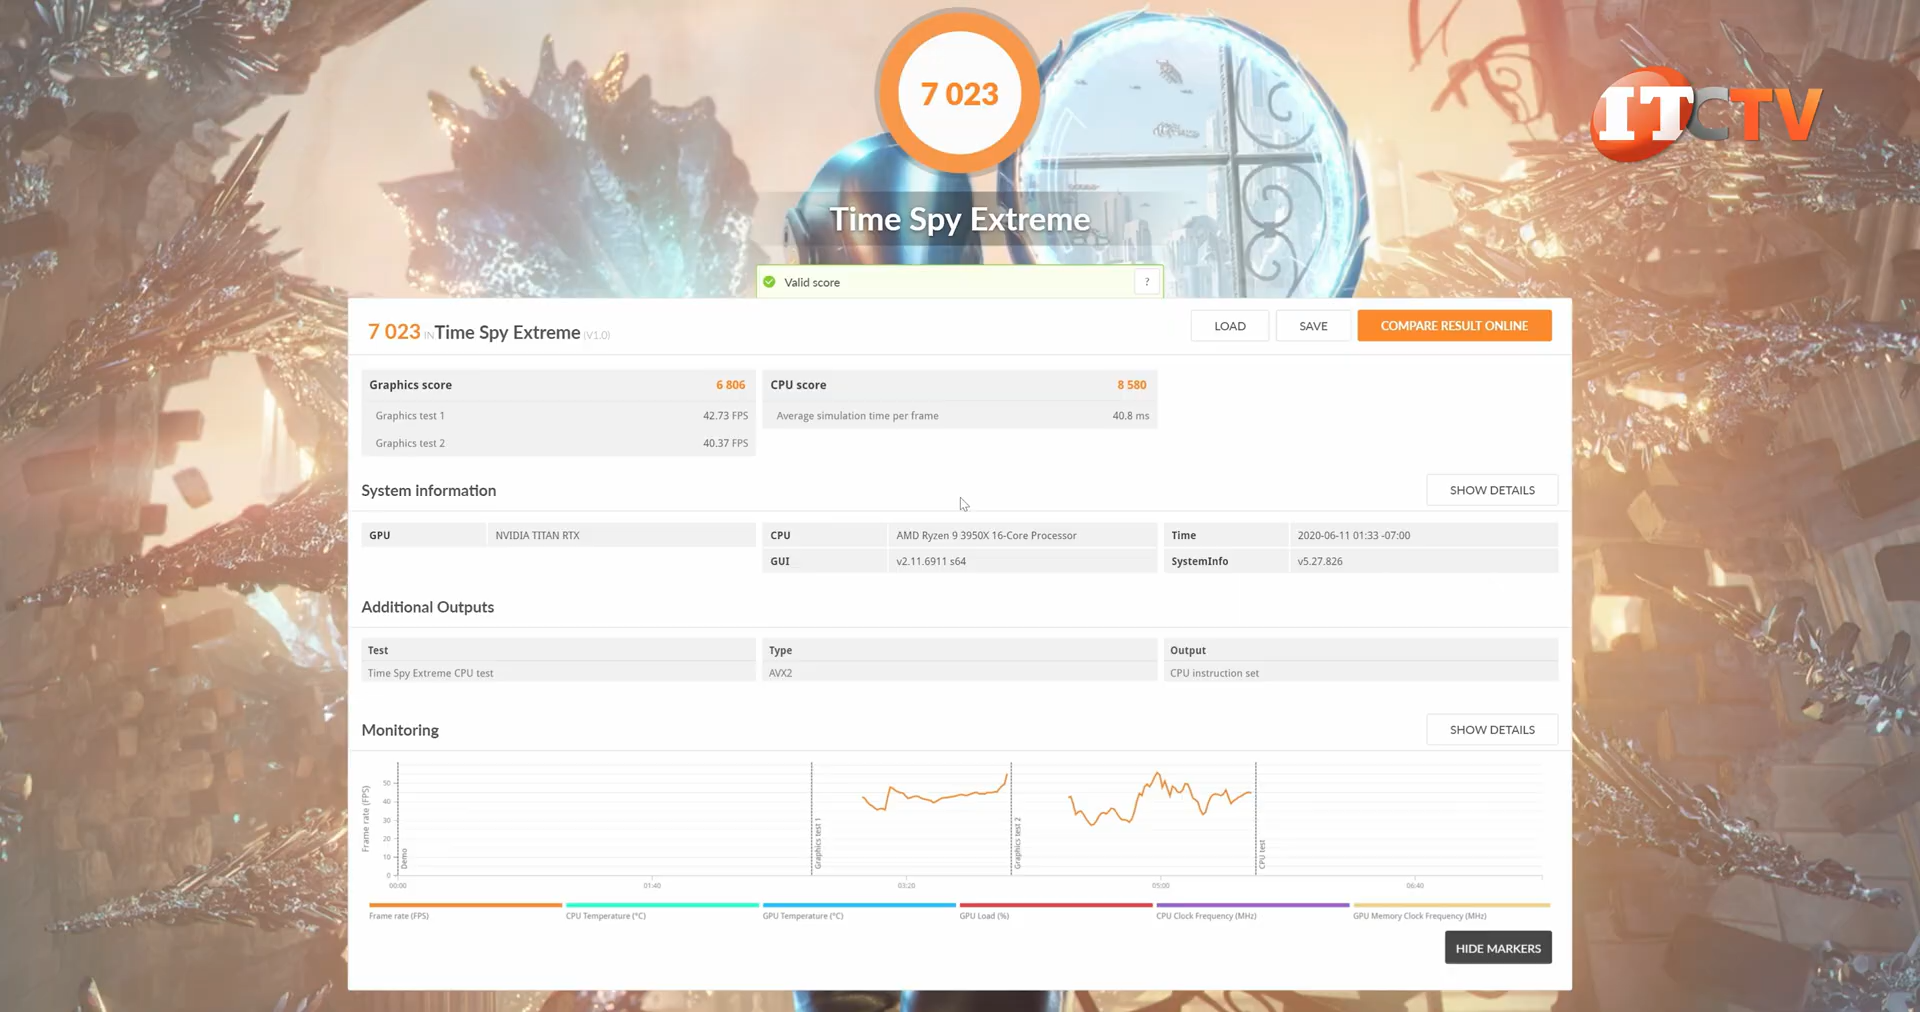 7 023
ITCTV
Time Spy Extreme
Valid score
?
7 023 IN Time Spy Extreme (V1.0)
LOAD
SAVE
COMPARE RESULT ONLINE
Graphics score 6 806
Graphics test 1 42.73 FPS
Graphics test 2 40.37 FPS
CPU score 8 580
Average simulation time per frame 40.8 ms
System information
SHOW DETAILS
GPU NVIDIA TITAN RTX
CPU AMD Ryzen 9 3950X 16-Core Processor
GUI v2.11.6911 s64
Time 2020-06-11 01:33 -07:00
SystemInfo v5.27.826
Additional Outputs
Test Type Output
Time Spy Extreme CPU test AVX2 CPU instruction set
Monitoring
SHOW DETAILS
Frame rate (FPS)
50
40
30
20
10
0
Demo
Graphics test 1
Graphics test 2
CPU test
00:00 01:40 03:20 05:00 06:40
Frame rate (FPS) CPU Temperature (°C) GPU Temperature (°C) GPU Load (%) CPU Clock Frequency (MHz) GPU Memory Clock Frequency (MHz)
HIDE MARKERS